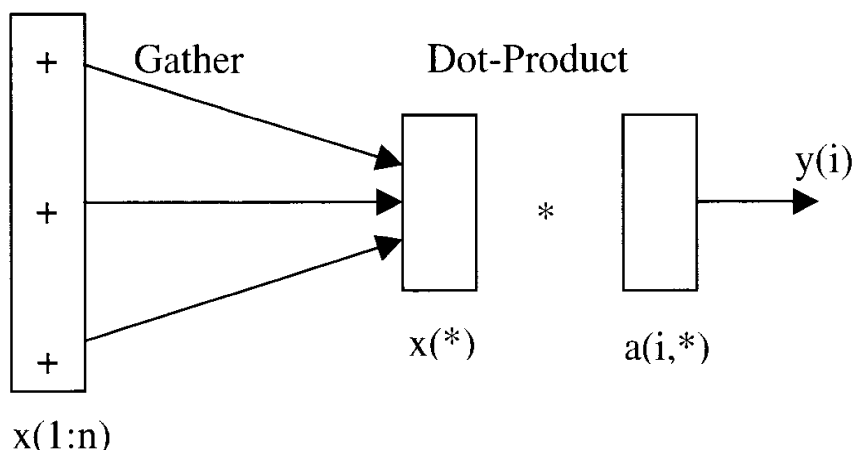 Gather
Dot-Product
+
+
+
*
y(i)
x(*)
a(i,*)
x(1:n)